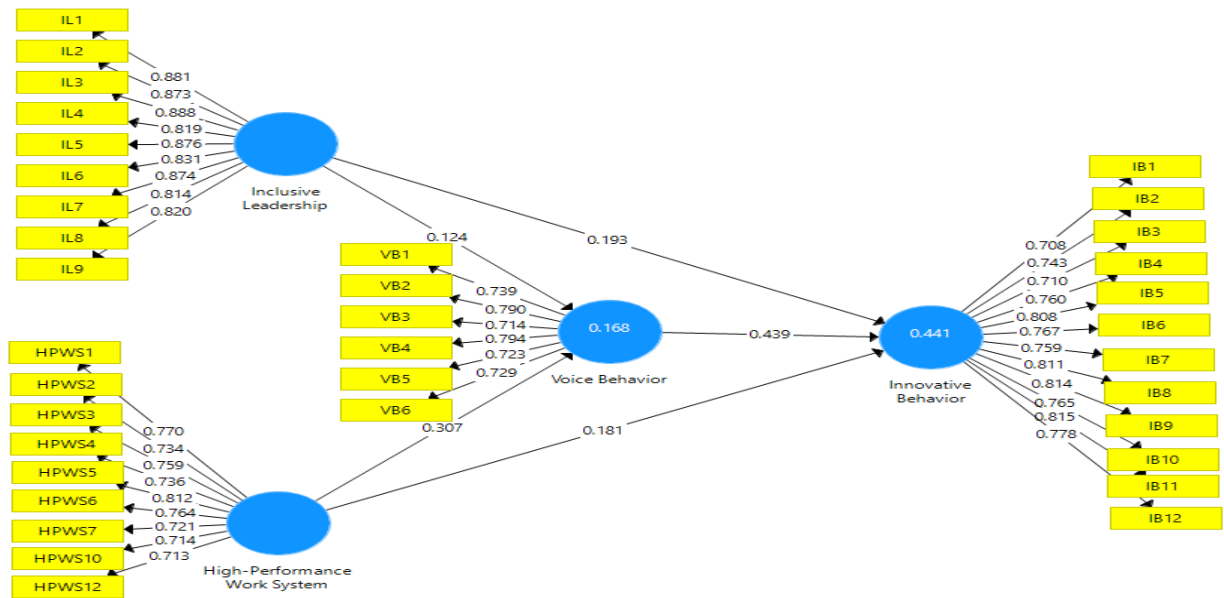 IL1
IL2
IL3
IL4
IL5
IL6
IL7
IL8
IL9
0.881
0.873
0.888
0.819
0.876
0.831
0.874
0.814
0.820
Inclusive
Leadership
0.124
0.193
VB1
VB2
VB3
VB4
VB5
VB6
0.739
0.790
0.714
0.794
0.723
0.729
0.168
Voice Behavior
0.439
0.307
0.181
HPWS1
HPWS2
HPWS3
HPWS4
HPWS5
HPWS6
HPWS7
HPWS10
HPWS12
0.770
0.734
0.759
0.736
0.812
0.764
0.721
0.714
0.713
High-Performance
Work System
0.441
Innovative
Behavior
0.708
0.743
0.710
0.760
0.808
0.767
0.759
0.811
0.814
0.765
0.815
0.778
IB1
IB2
IB3
IB4
IB5
IB6
IB7
IB8
IB9
IB10
IB11
IB12